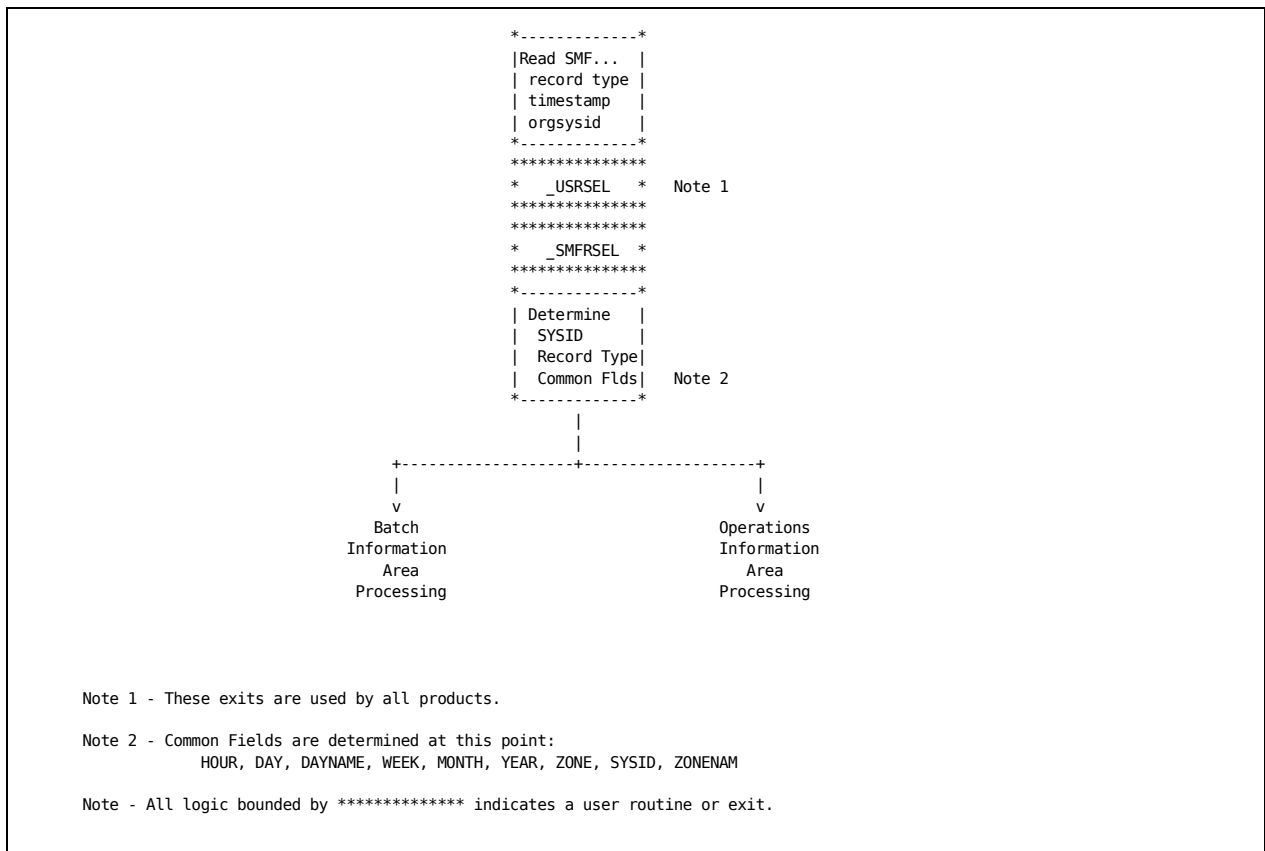 *-------------*
|Read SMF...  |
| record type |
| timestamp   |
| orgsysid    |
*-------------*
***************
*   _USRSEL   *   Note 1
***************
***************
*   _SMFRSEL  *
***************
*-------------*
| Determine   |
|  SYSID      |
|  Record Type|
|  Common Flds|   Note 2
*-------------*
|
|
+-------------------+-------------------+
|                                       |
v                                       v
Batch                                Operations
Information                              Information
Area                                    Area
Processing                              Processing
Note 1 - These exits are used by all products.
Note 2 - Common Fields are determined at this point:
HOUR, DAY, DAYNAME, WEEK, MONTH, YEAR, ZONE, SYSID, ZONENAM
Note - All logic bounded by ************** indicates a user routine or exit.